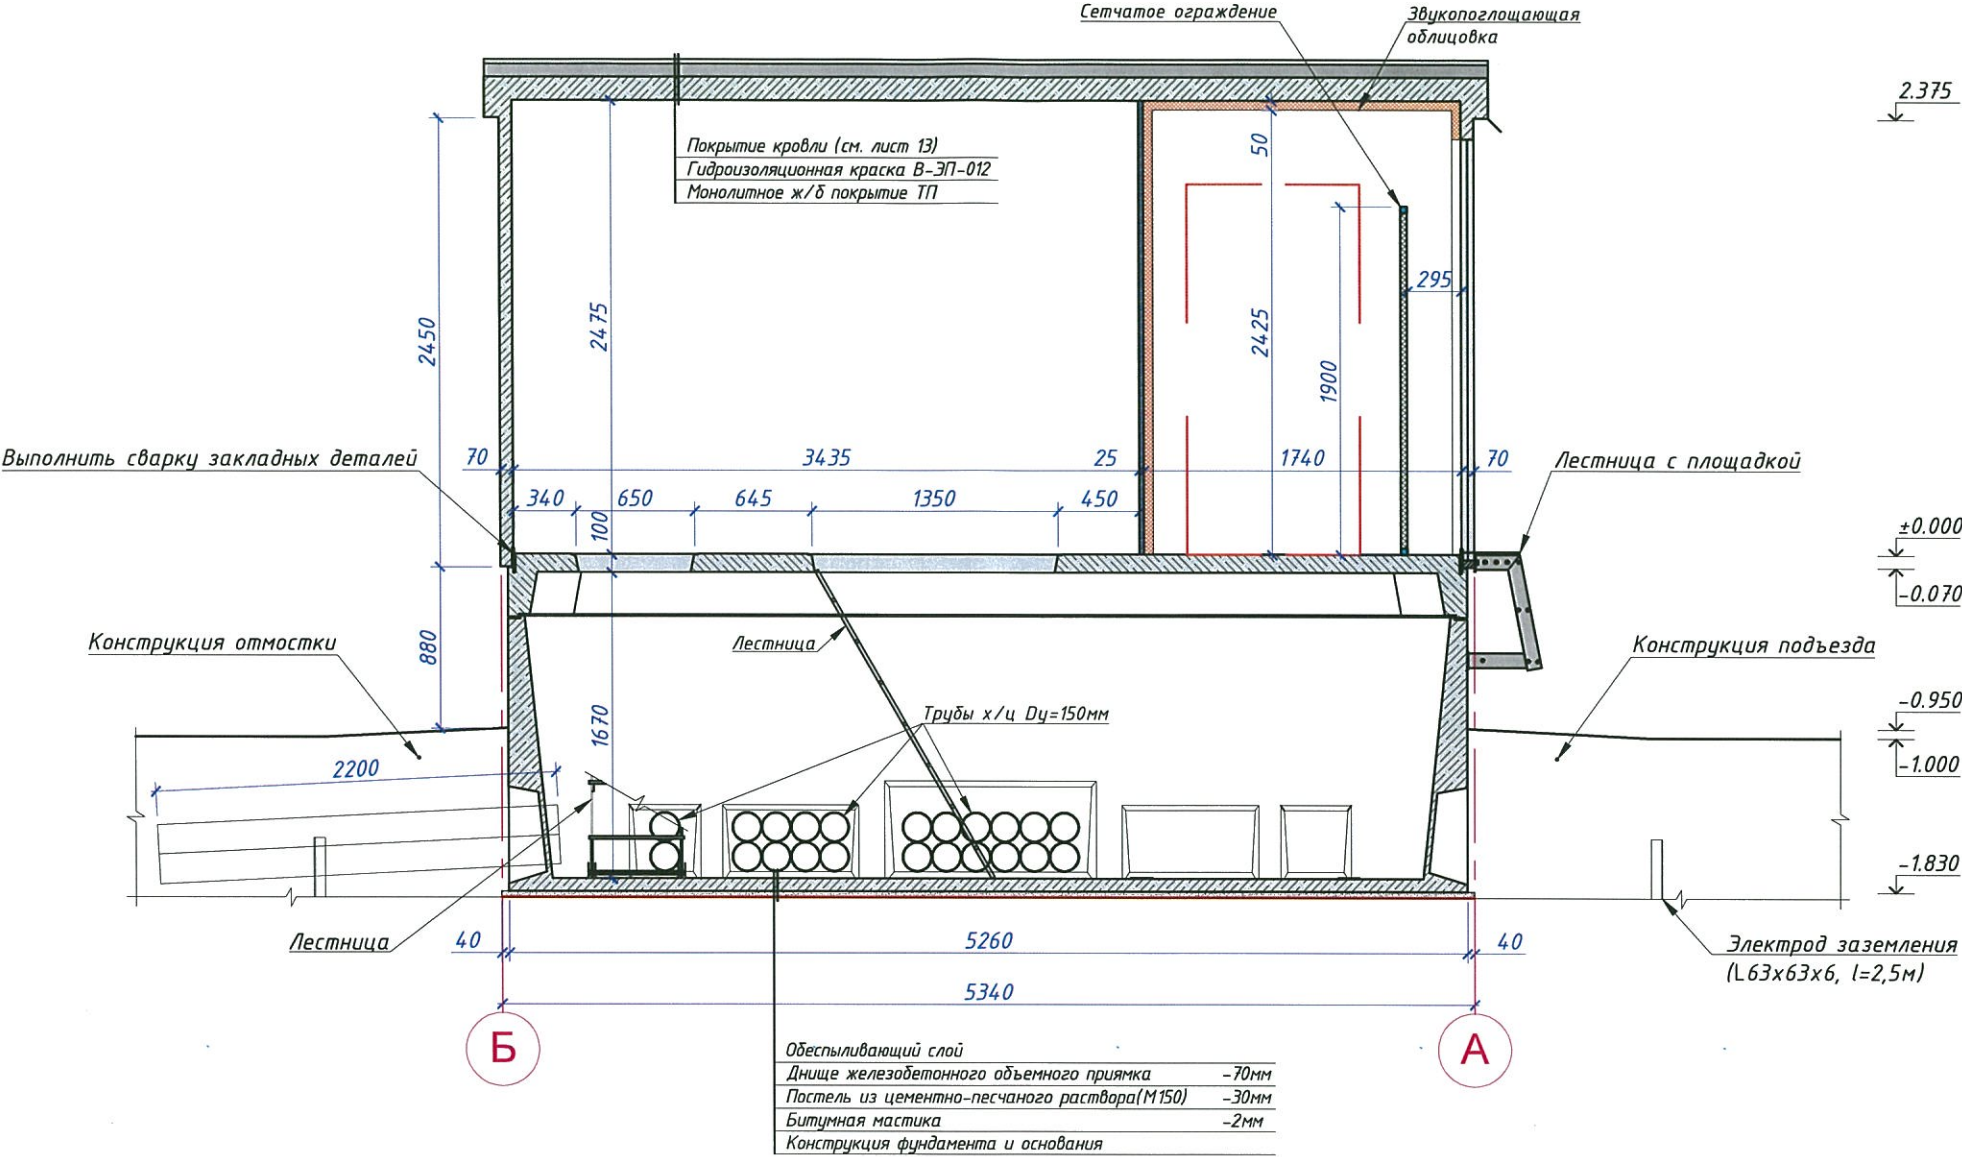 Сетчатое ограждение
Звукопоглощающая
облицовка
2.375
Покрытие кровли (см. лист 13)
Гидроизоляционная краска В-ЭП-012
Монолитное ж/б покрытие ТП
50
295
2450
2475
2425
1900
Выполнить сварку закладных деталей
70
3435
25
1740
70
Лестница с площадкой
340
650
645
1350
450
100
±0.000
-0.070
Конструкция отмостки
880
Лестница
Конструкция подъезда
-0.950
1670
Трубы х/ц Dy=150мм
2200
-1.000
-1.830
Лестница
40
5260
40
Электрод заземления
(L63х63х6, l=2,5м)
5340
Б
А
Обеспыливающий слой
Днище железобетонного объемного приямка -70мм
Постель из цементно-песчаного раствора(М150) -30мм
Битумная мастика -2мм
Конструкция фундамента и основания